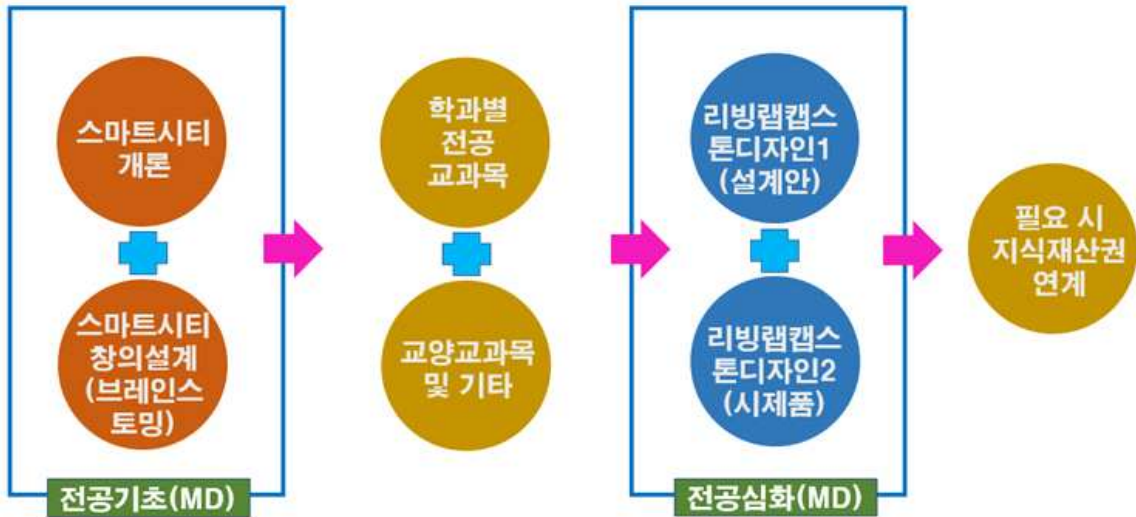 스마트시티
개론
스마트시티
창의설계
(브레인스
토밍)
전공기초(MD)
학과별
전공
교과목
교양교과목
및 기타
리빙랩캡스
톤디자인1
(설계안)
리빙랩캡스
톤디자인2
(시제품)
전공심화(MD)
필요 시
지식재산권
연계